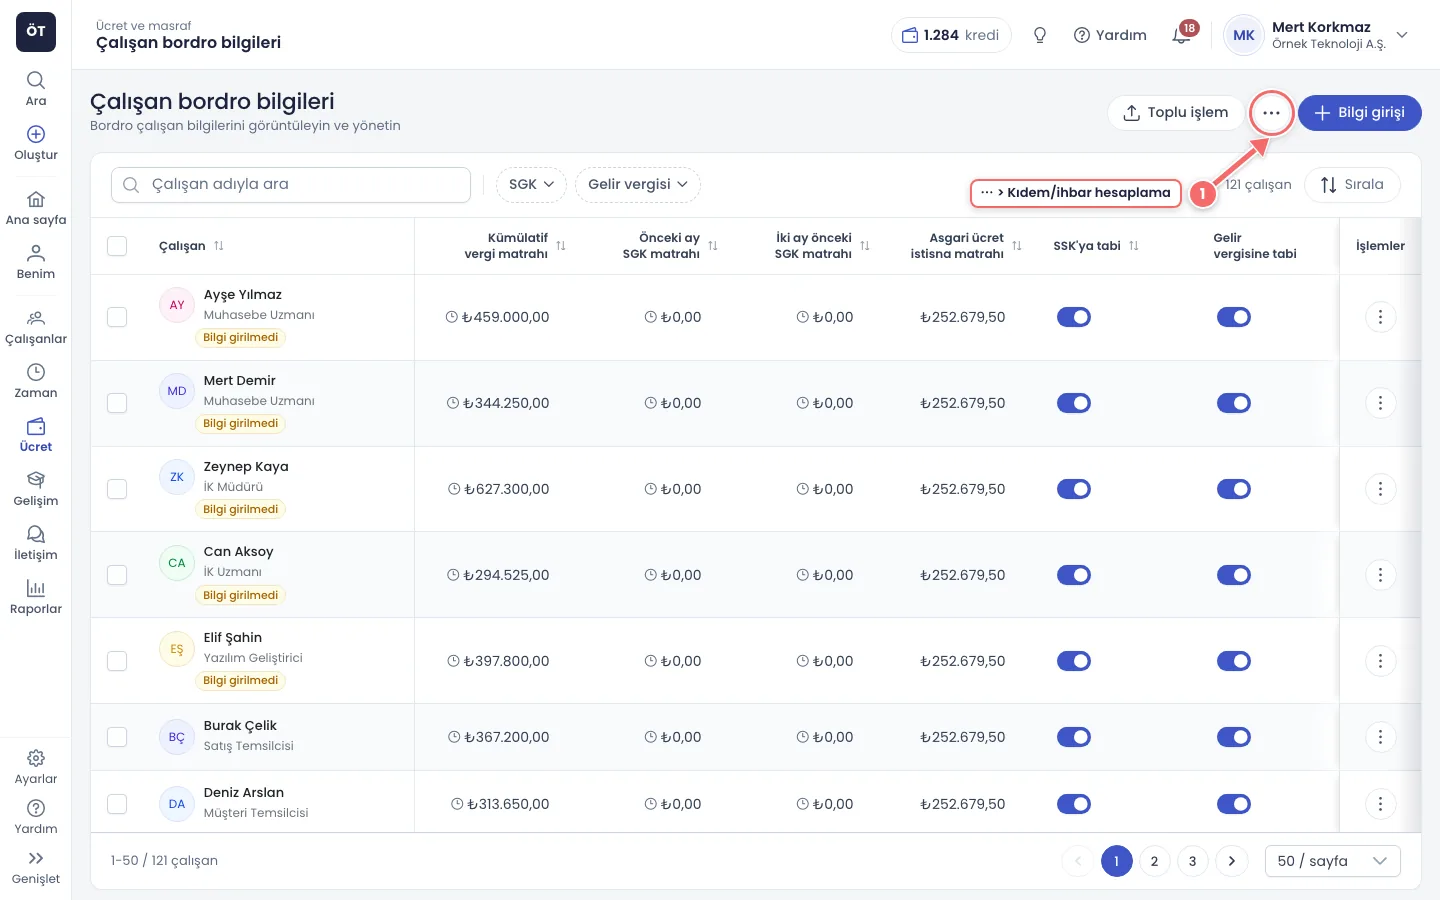 ÖT
Ara
Oluştur
Ana sayfa
Benim
Çalışanlar
Zaman
Ücret
Gelişim
İletişim
Raporlar
Ayarlar
Yardım
Genişlet
Ücret ve masraf
Çalışan bordro bilgileri
1.284 kredi
Yardım
18
MK
Mert Korkmaz
Örnek Teknoloji A.Ş.
Çalışan bordro bilgileri
Bordro çalışan bilgilerini görüntüleyin ve yönetin
Toplu işlem
···
+ Bilgi girişi
Çalışan adıyla ara
SGK
Gelir vergisi
··· > Kıdem/ihbar hesaplama
1
121 çalışan
Sırala
Çalışan
Kümülatif
vergi matrahı
Önceki ay
SGK matrahı
İki ay önceki
SGK matrahı
Asgari ücret
istisna matrahı
SSK'ya tabi
Gelir
vergisine tabi
İşlemler
AY
Ayşe Yılmaz
Muhasebe Uzmanı
Bilgi girilmedi
₺459.000,00
₺0,00
₺0,00
₺252.679,50
MD
Mert Demir
Muhasebe Uzmanı
Bilgi girilmedi
₺344.250,00
₺0,00
₺0,00
₺252.679,50
ZK
Zeynep Kaya
İK Müdürü
Bilgi girilmedi
₺627.300,00
₺0,00
₺0,00
₺252.679,50
CA
Can Aksoy
İK Uzmanı
Bilgi girilmedi
₺294.525,00
₺0,00
₺0,00
₺252.679,50
EŞ
Elif Şahin
Yazılım Geliştirici
Bilgi girilmedi
₺397.800,00
₺0,00
₺0,00
₺252.679,50
BÇ
Burak Çelik
Satış Temsilcisi
₺367.200,00
₺0,00
₺0,00
₺252.679,50
DA
Deniz Arslan
Müşteri Temsilcisi
₺313.650,00
₺0,00
₺0,00
₺252.679,50
1-50 / 121 çalışan
1
2
3
50 / sayfa